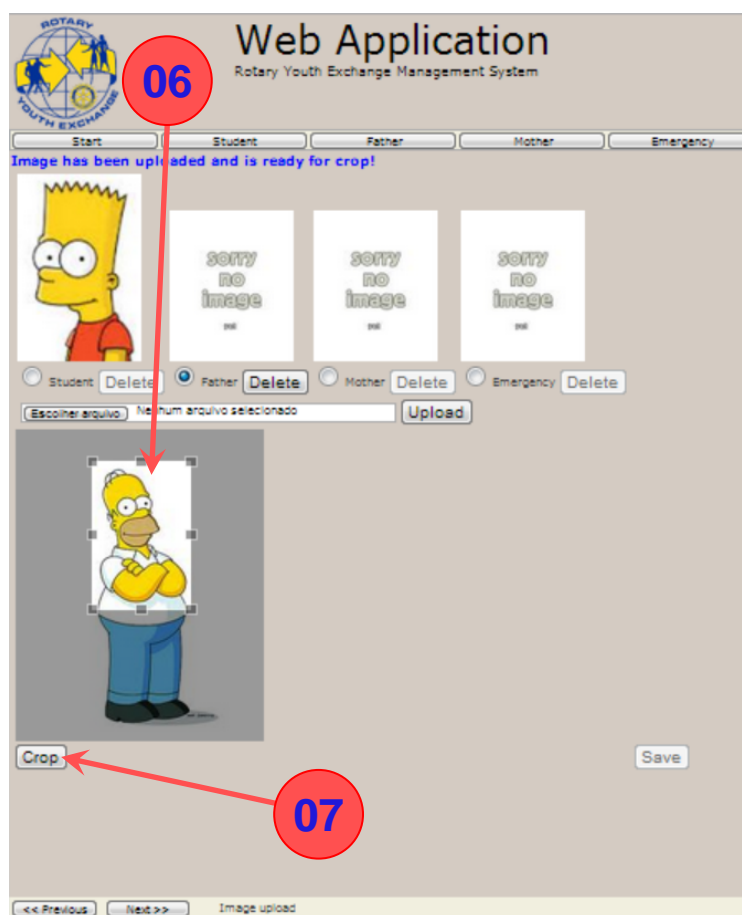 ROTARY
YOUTH EXCHANGE
Web Application
Rotary Youth Exchange Management System
06
Start Student Father Mother Emergency
Image has been uploaded and is ready for crop!
sorry no image
sorry no image
sorry no image
Student Delete Father Delete Mother Delete Emergency Delete
Escolher arquivo Nenhum arquivo selecionado Upload
Crop Save
07
<< Previous Next >> Image upload